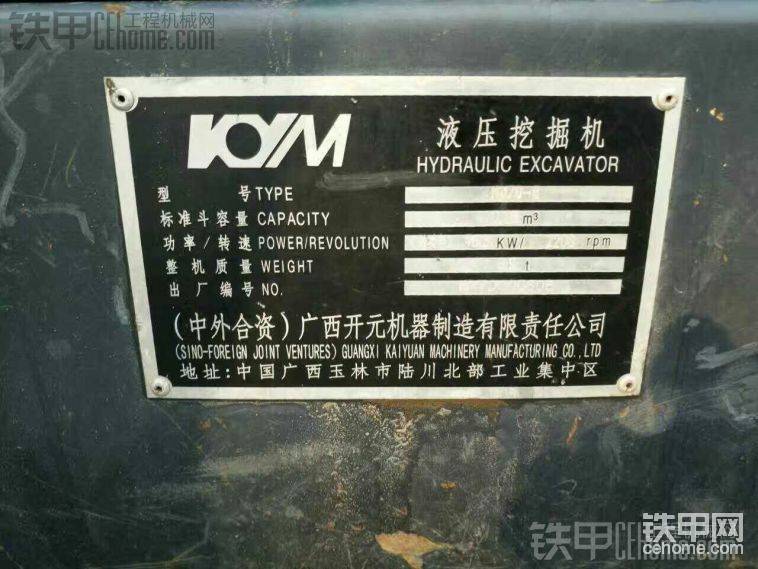 铁甲 工程机械网
CEhome.com
KYM
液压挖掘机
HYDRAULIC EXCAVATOR
型 号 TYPE
标准斗容量 CAPACITY m³
功率/转速 POWER/REVOLUTION KW/ rpm
整机质量 WEIGHT t
出厂编号 NO.
(中外合资)广西开元机器制造有限责任公司
(SINO-FOREIGN JOINT VENTURES) GUANGXI KAIYUAN MACHINERY MANUFACTURING CO., LTD
地址:中国广西玉林市陆川北部工业集中区
铁甲网
cehome.com